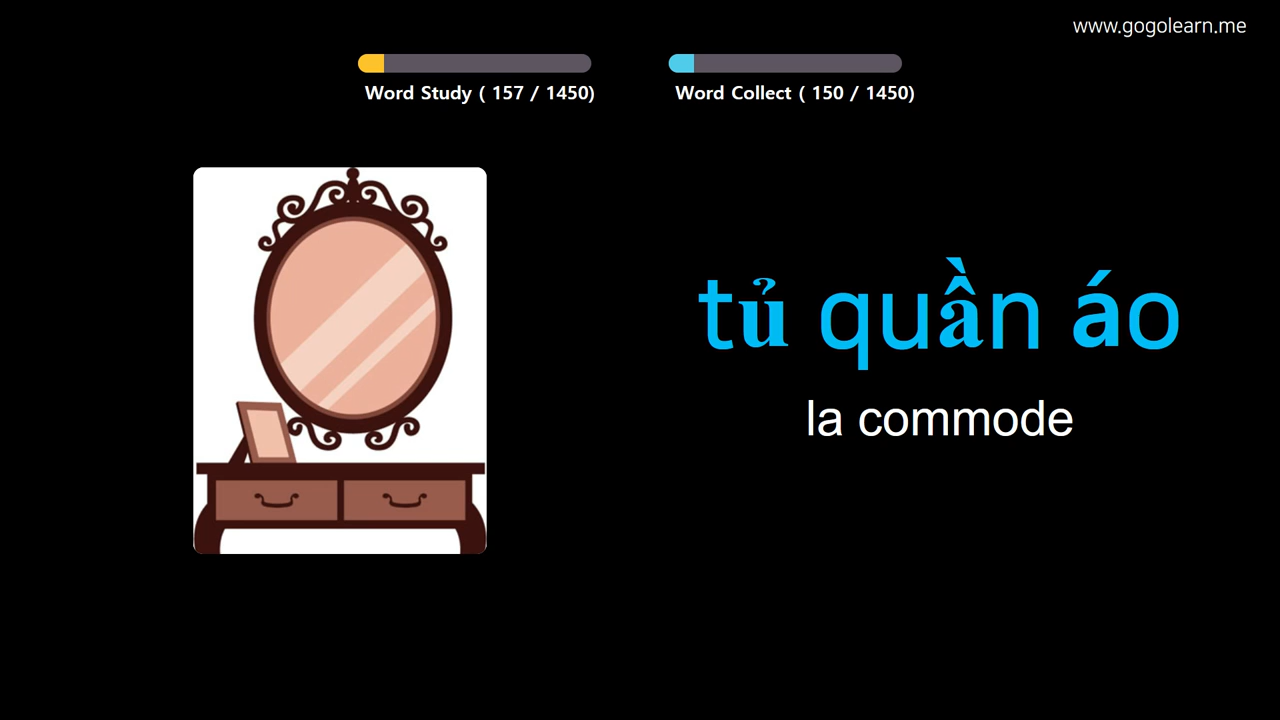 www.gogolearn.me
Word Study ( 157 / 1450)
Word Collect ( 150 / 1450)
tủ quần áo
la commode